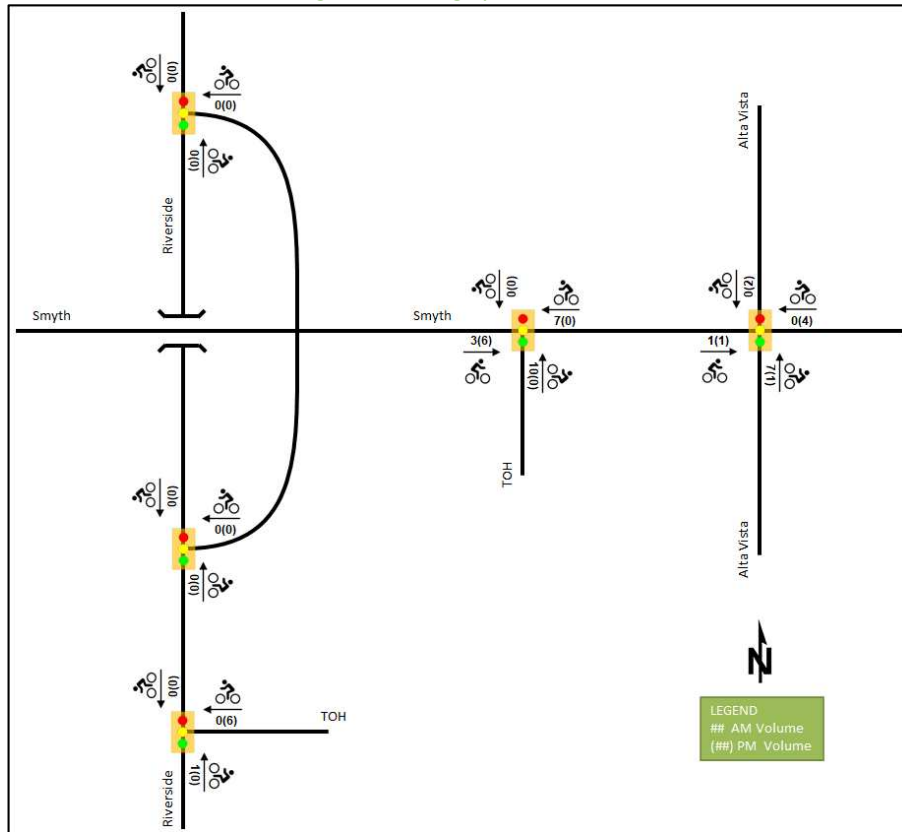 0(0)
0(0)
0(0)
Riverside
Alta Vista
Smyth
Smyth
0(0)
7(0)
3(6)
10(0)
TOH
0(2)
0(4)
1(1)
7(1)
Alta Vista
0(0)
0(0)
0(0)
0(0)
0(6)
TOH
1(0)
Riverside
N
LEGEND
## AM Volume
(##) PM Volume